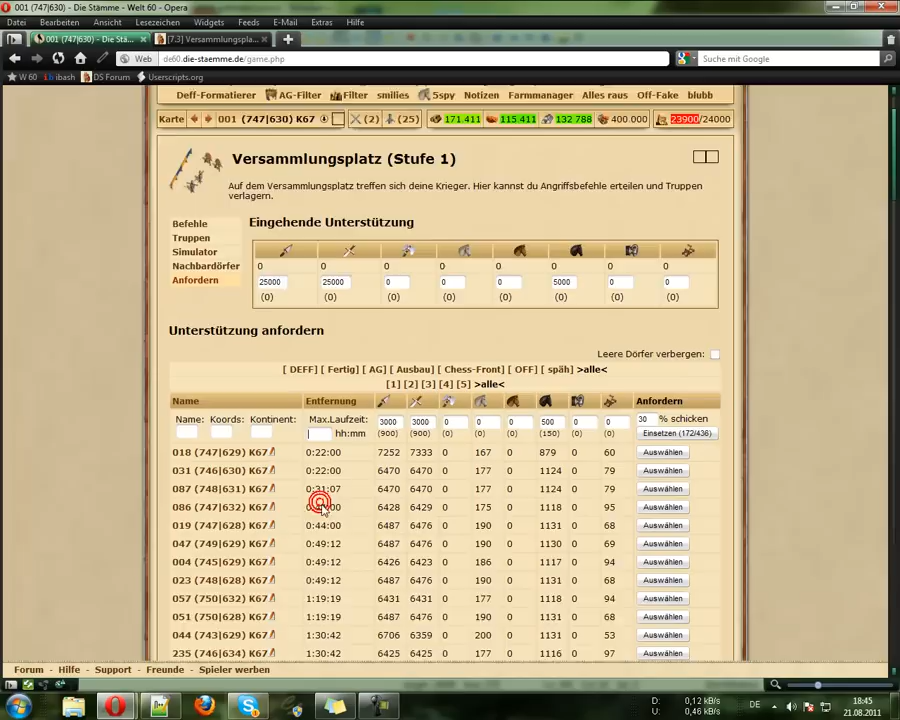 001 (747|630) - Die Stämme - Welt 60 - Opera
Datei Bearbeiten Ansicht Lesezeichen Widgets Feeds E-Mail Extras Hilfe
001 (747|630) - Die Stä... [7.3] Versammlungspla...
Web de60.die-staemme.de/game.php Suche mit Google
W 60 libash DS Forum Userscripts.org
Deff-Formatierer AG-Filter Filter smilies 5spy Notizen Farmmanager Alles raus Off-Fake blubb
Karte 001 (747|630) K67 (2) (25) 171.411 115.411 132.788 400.000 23900/24000
Versammlungsplatz (Stufe 1)
Auf dem Versammlungsplatz treffen sich deine Krieger. Hier kannst du Angriffsbefehle erteilen und Truppen
verlagern.
Befehle
Truppen
Simulator
Nachbardörfer
Anfordern
Eingehende Unterstützung
0 0 0 0 0 0 0 0
25000 25000 0 0 0 5000 0 0
(0) (0) (0) (0) (0) (0) (0) (0)
Unterstützung anfordern
Leere Dörfer verbergen:
[ DEFF] [ Fertig] [ AG] [ Ausbau] [ Chess-Front] [ OFF] [ späh] >alle<
[1] [2] [3] [4] [5] >alle<
Name Entfernung Anfordern
Name: Koords: Kontinent: Max.Laufzeit: 3000 3000 0 0 0 500 0 0 30 % schicken
hh:mm (900) (900) (0) (0) (0) (150) (0) (0) Einsetzen (172/436)
018 (747|629) K67 0:22:00 7252 7333 0 167 0 879 0 60 Auswählen
031 (746|630) K67 0:22:00 6470 6470 0 177 0 1124 0 79 Auswählen
087 (748|631) K67 0:31:07 6470 6470 0 177 0 1124 0 79 Auswählen
086 (747|632) K67 6428 6429 0 175 0 1118 0 95 Auswählen
019 (747|628) K67 0:44:00 6487 6476 0 190 0 1131 0 68 Auswählen
047 (749|629) K67 0:49:12 6487 6476 0 190 0 1130 0 69 Auswählen
004 (745|629) K67 0:49:12 6426 6423 0 186 0 1117 0 94 Auswählen
023 (748|628) K67 0:49:12 6487 6476 0 190 0 1131 0 68 Auswählen
057 (750|632) K67 1:19:19 6431 6431 0 177 0 1118 0 94 Auswählen
051 (750|628) K67 1:19:19 6487 6476 0 190 0 1131 0 68 Auswählen
044 (743|629) K67 1:30:42 6706 6359 0 200 0 1131 0 53 Auswählen
235 (746|634) K67 1:30:42 6425 6425 0 177 0 1116 0 97 Auswählen
Forum - Hilfe - Support - Freunde - Spieler werben
D: 0,12 kB/s
U: 0,46 kB/s
DE
18:45
21.08.2011